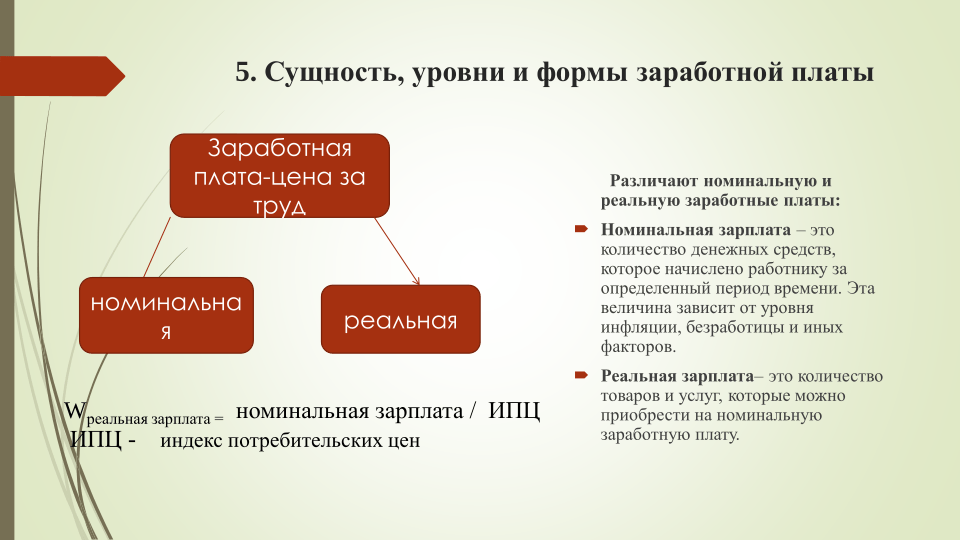 5. Сущность, уровни и формы заработной платы
Заработная
плата-цена за
труд
номинальна
я
реальная
Wреальная зарплата = номинальная зарплата / ИПЦ
ИПЦ - индекс потребительских цен
Различают номинальную и
реальную заработные платы:
Номинальная зарплата – это
количество денежных средств,
которое начислено работнику за
определенный период времени. Эта
величина зависит от уровня
инфляции, безработицы и иных
факторов.
Реальная зарплата– это количество
товаров и услуг, которые можно
приобрести на номинальную
заработную плату.